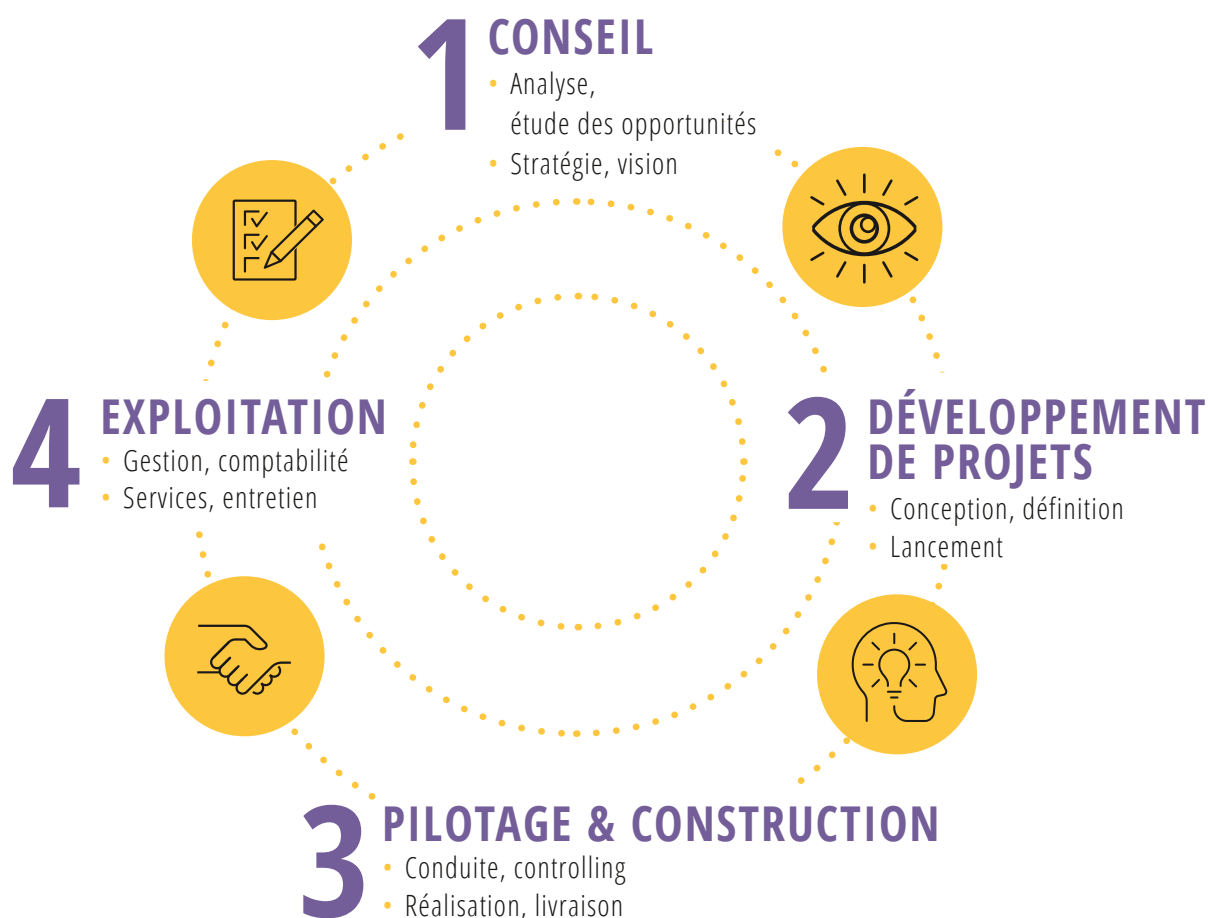 1 CONSEIL
• Analyse,
étude des opportunités
• Stratégie, vision
2 DÉVELOPPEMENT
DE PROJETS
• Conception, définition
• Lancement
3 PILOTAGE & CONSTRUCTION
• Conduite, controlling
• Réalisation, livraison
4 EXPLOITATION
• Gestion, comptabilité
• Services, entretien